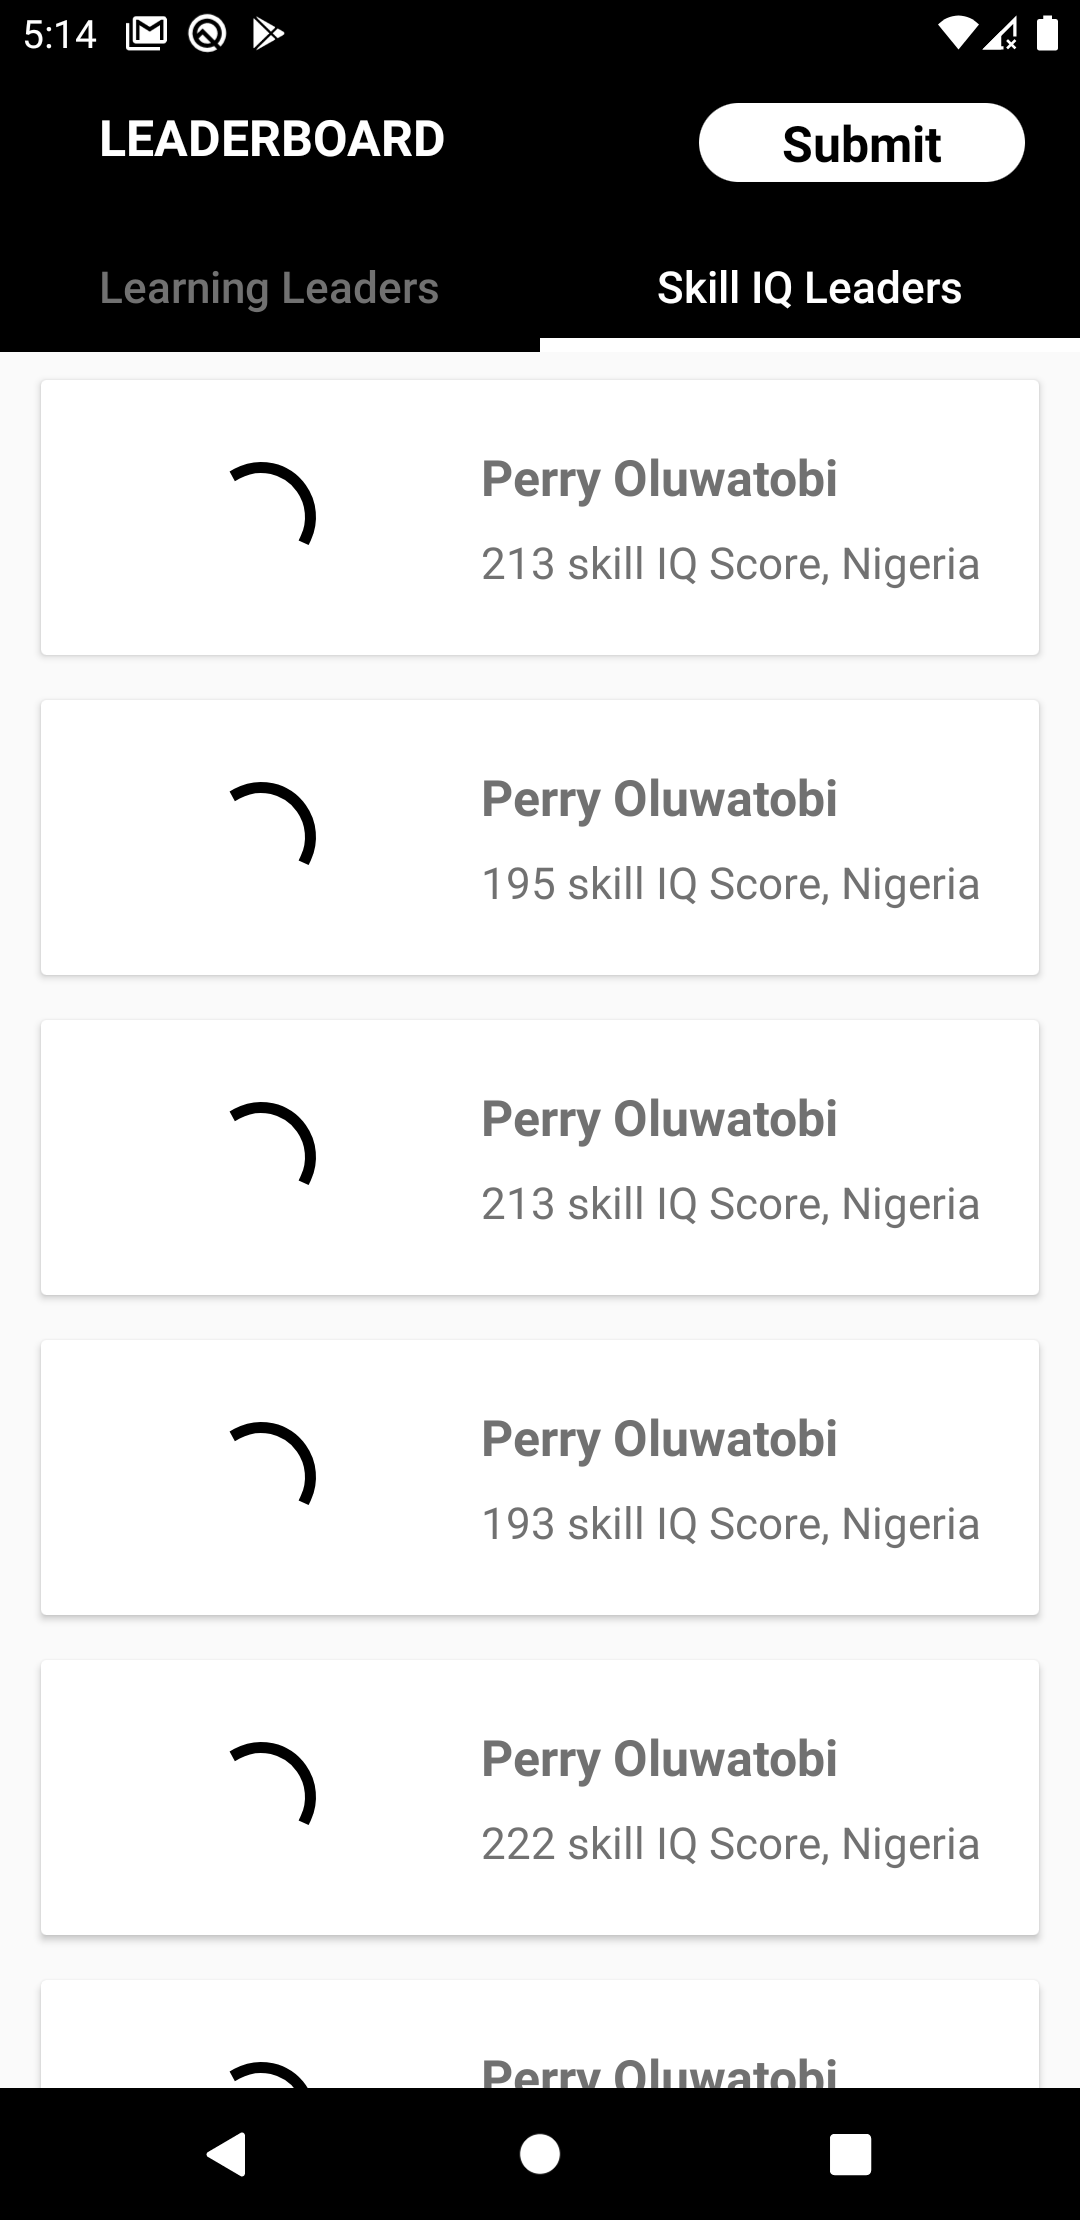 5:14
LEADERBOARD
Submit
Learning Leaders
Skill IQ Leaders
Perry Oluwatobi
213 skill IQ Score, Nigeria
Perry Oluwatobi
195 skill IQ Score, Nigeria
Perry Oluwatobi
213 skill IQ Score, Nigeria
Perry Oluwatobi
193 skill IQ Score, Nigeria
Perry Oluwatobi
222 skill IQ Score, Nigeria
Perry Oluwatobi